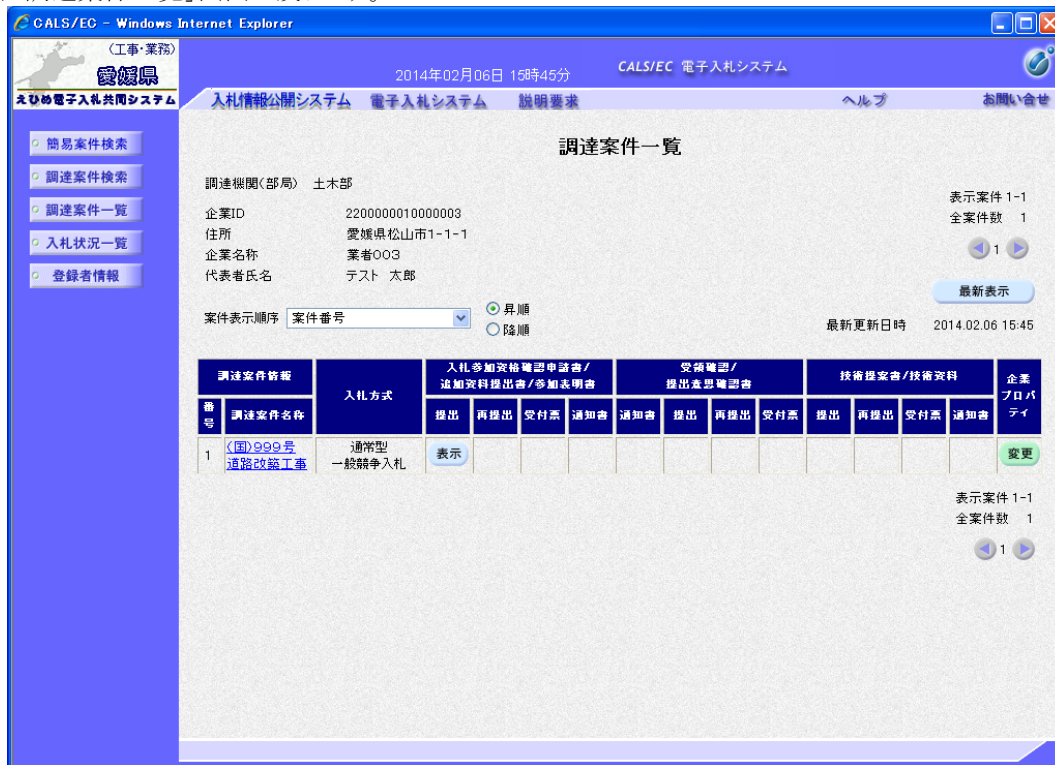 CALS/EC - Windows Internet Explorer
(工事・業務)
愛媛県
えひめ電子入札共同システム
2014年02月06日 15時45分
CALS/EC 電子入札システム
入札情報公開システム 電子入札システム 説明要求 ヘルプ お問い合せ
簡易案件検索
調達案件検索
調達案件一覧
入札状況一覧
登録者情報
調達案件一覧
調達機関(部局) 土木部
企業ID 2200000010000003
住所 愛媛県松山市1-1-1
企業名称 業者003
代表者氏名 テスト 太郎
表示案件 1-1
全案件数 1
1
最新表示
案件表示順序 案件番号
昇順
降順
最新更新日時 2014.02.06 15:45
調達案件情報 入札方式 入札参加資格確認申請書/追加資料提出書/参加表明書 受領確認/提出意思確認書 技術提案書/技術資料 企業プロパティ
番号 調達案件名称 提出 再提出 受付票 通知書 通知書 提出 再提出 受付票 提出 再提出 受付票 通知書
1 (国)999号道路改築工事 通常型一般競争入札 表示 変更
表示案件 1-1
全案件数 1
1